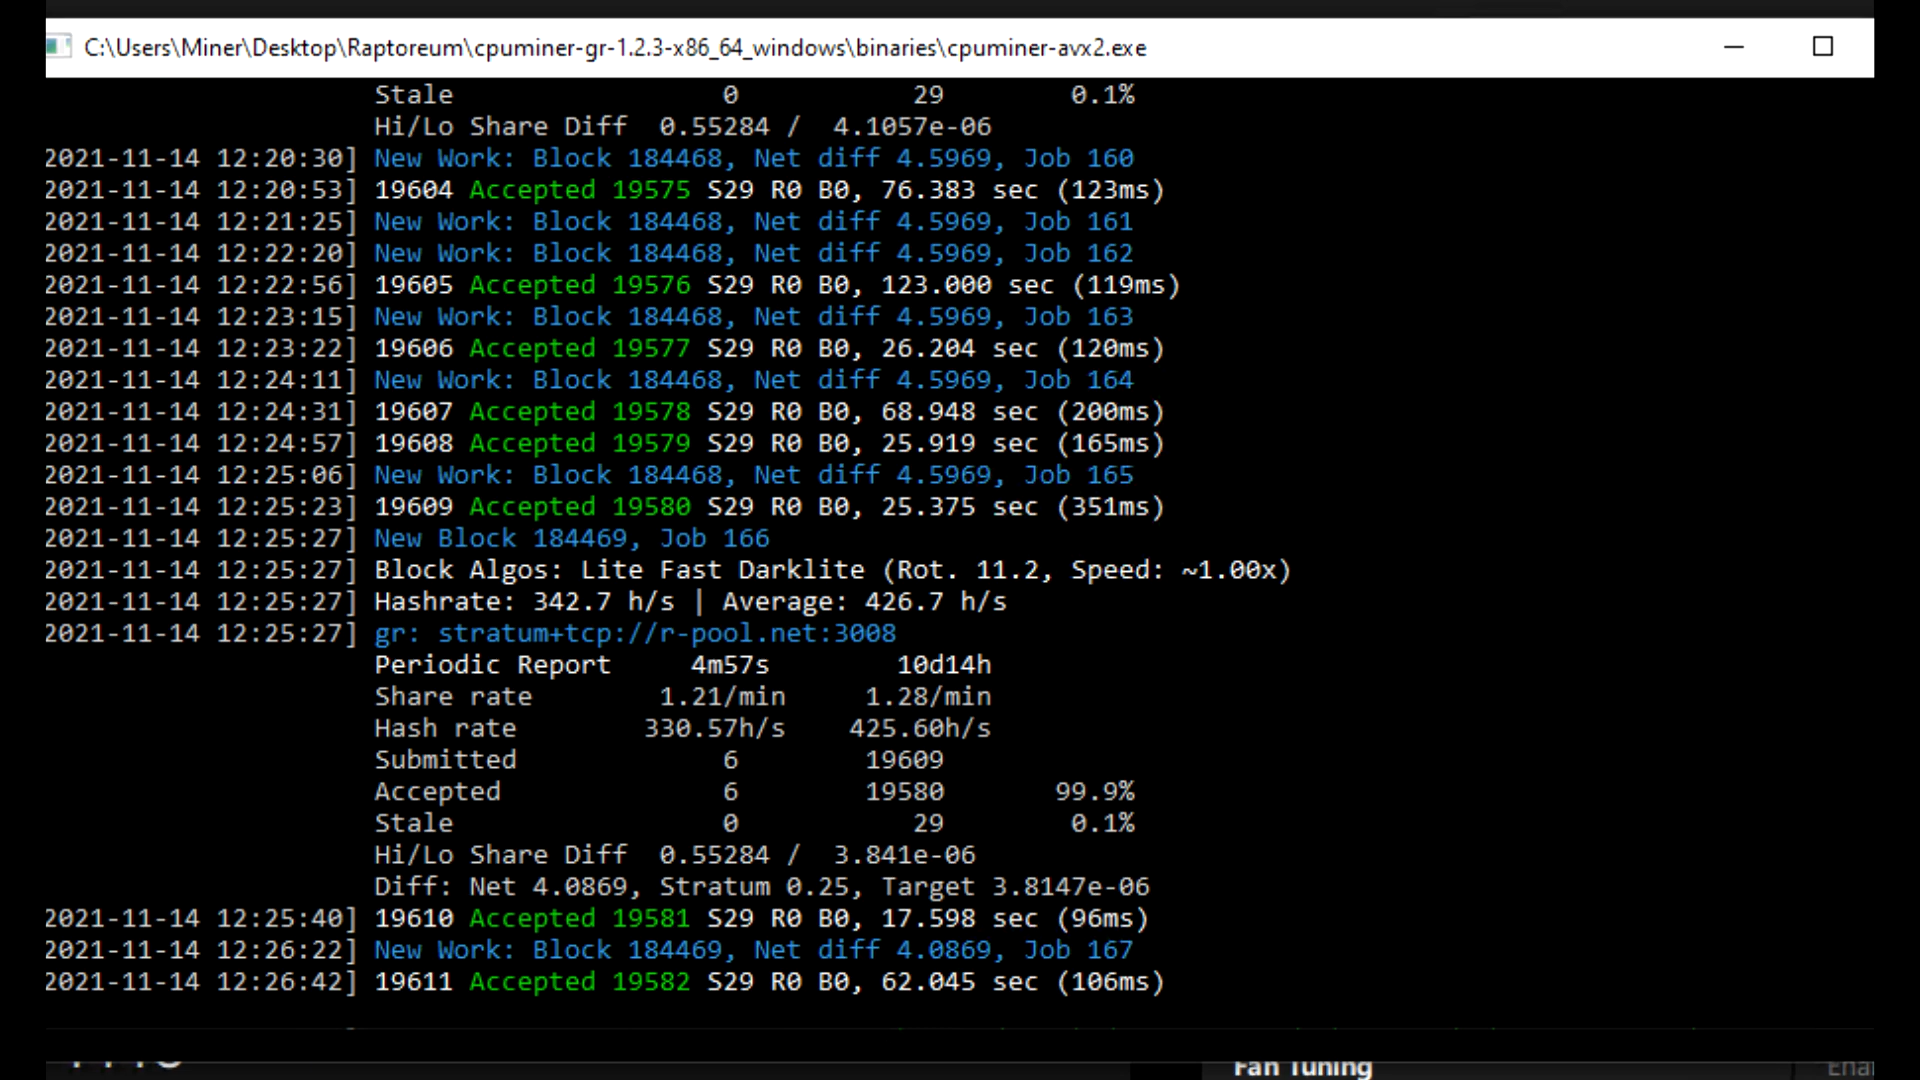 C:\Users\Miner\Desktop\Raptoreum\cpuminer-gr-1.2.3-x86_64_windows\binaries\cpuminer-avx2.exe
Stale 0 29 0.1%
Hi/Lo Share Diff 0.55284 / 4.1057e-06
2021-11-14 12:20:30] New Work: Block 184468, Net diff 4.5969, Job 160
2021-11-14 12:20:53] 19604 Accepted 19575 S29 R0 B0, 76.383 sec (123ms)
2021-11-14 12:21:25] New Work: Block 184468, Net diff 4.5969, Job 161
2021-11-14 12:22:20] New Work: Block 184468, Net diff 4.5969, Job 162
2021-11-14 12:22:56] 19605 Accepted 19576 S29 R0 B0, 123.000 sec (119ms)
2021-11-14 12:23:15] New Work: Block 184468, Net diff 4.5969, Job 163
2021-11-14 12:23:22] 19606 Accepted 19577 S29 R0 B0, 26.204 sec (120ms)
2021-11-14 12:24:11] New Work: Block 184468, Net diff 4.5969, Job 164
2021-11-14 12:24:31] 19607 Accepted 19578 S29 R0 B0, 68.948 sec (200ms)
2021-11-14 12:24:57] 19608 Accepted 19579 S29 R0 B0, 25.919 sec (165ms)
2021-11-14 12:25:06] New Work: Block 184468, Net diff 4.5969, Job 165
2021-11-14 12:25:23] 19609 Accepted 19580 S29 R0 B0, 25.375 sec (351ms)
2021-11-14 12:25:27] New Block 184469, Job 166
2021-11-14 12:25:27] Block Algos: Lite Fast Darklite (Rot. 11.2, Speed: ~1.00x)
2021-11-14 12:25:27] Hashrate: 342.7 h/s | Average: 426.7 h/s
2021-11-14 12:25:27] gr: stratum+tcp://r-pool.net:3008
Periodic Report 4m57s 10d14h
Share rate 1.21/min 1.28/min
Hash rate 330.57h/s 425.60h/s
Submitted 6 19609
Accepted 6 19580 99.9%
Stale 0 29 0.1%
Hi/Lo Share Diff 0.55284 / 3.841e-06
Diff: Net 4.0869, Stratum 0.25, Target 3.8147e-06
2021-11-14 12:25:40] 19610 Accepted 19581 S29 R0 B0, 17.598 sec (96ms)
2021-11-14 12:26:22] New Work: Block 184469, Net diff 4.0869, Job 167
2021-11-14 12:26:42] 19611 Accepted 19582 S29 R0 B0, 62.045 sec (106ms)
Fan Tuning